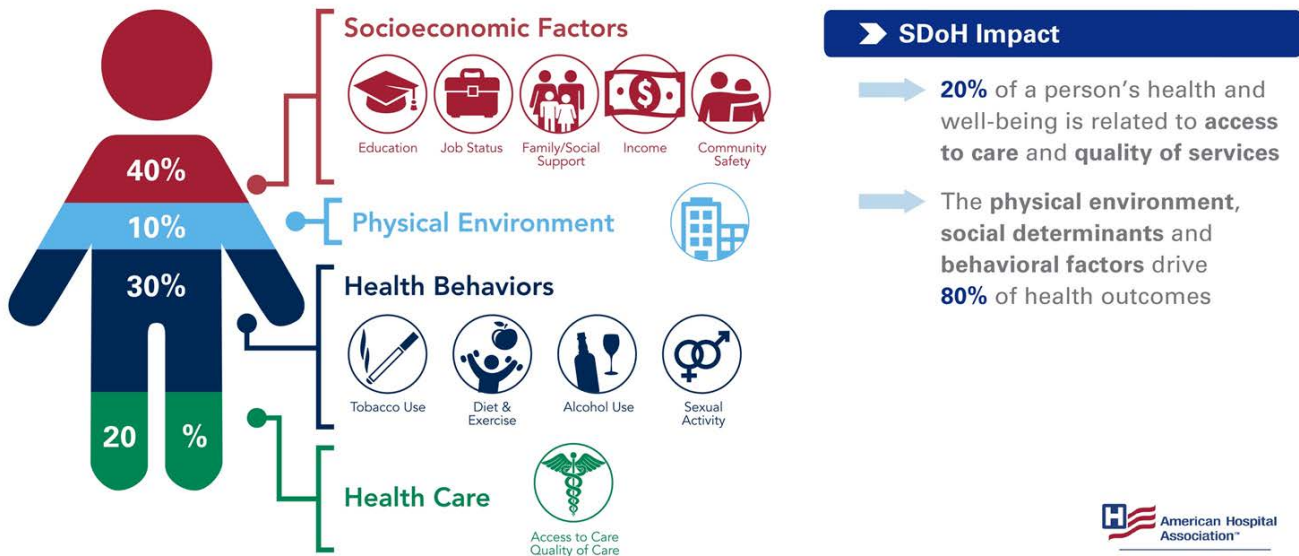 Socioeconomic Factors
Education
Job Status
Family/Social
Support
Income
Community
Safety
40%
10%
Physical Environment
30%
Health Behaviors
Tobacco Use
Diet &
Exercise
Alcohol Use
Sexual
Activity
20 %
Health Care
Access to Care
Quality of Care
SDoH Impact
20% of a person's health and
well-being is related to access
to care and quality of services
The physical environment,
social determinants and
behavioral factors drive
80% of health outcomes
H
American Hospital
Association™